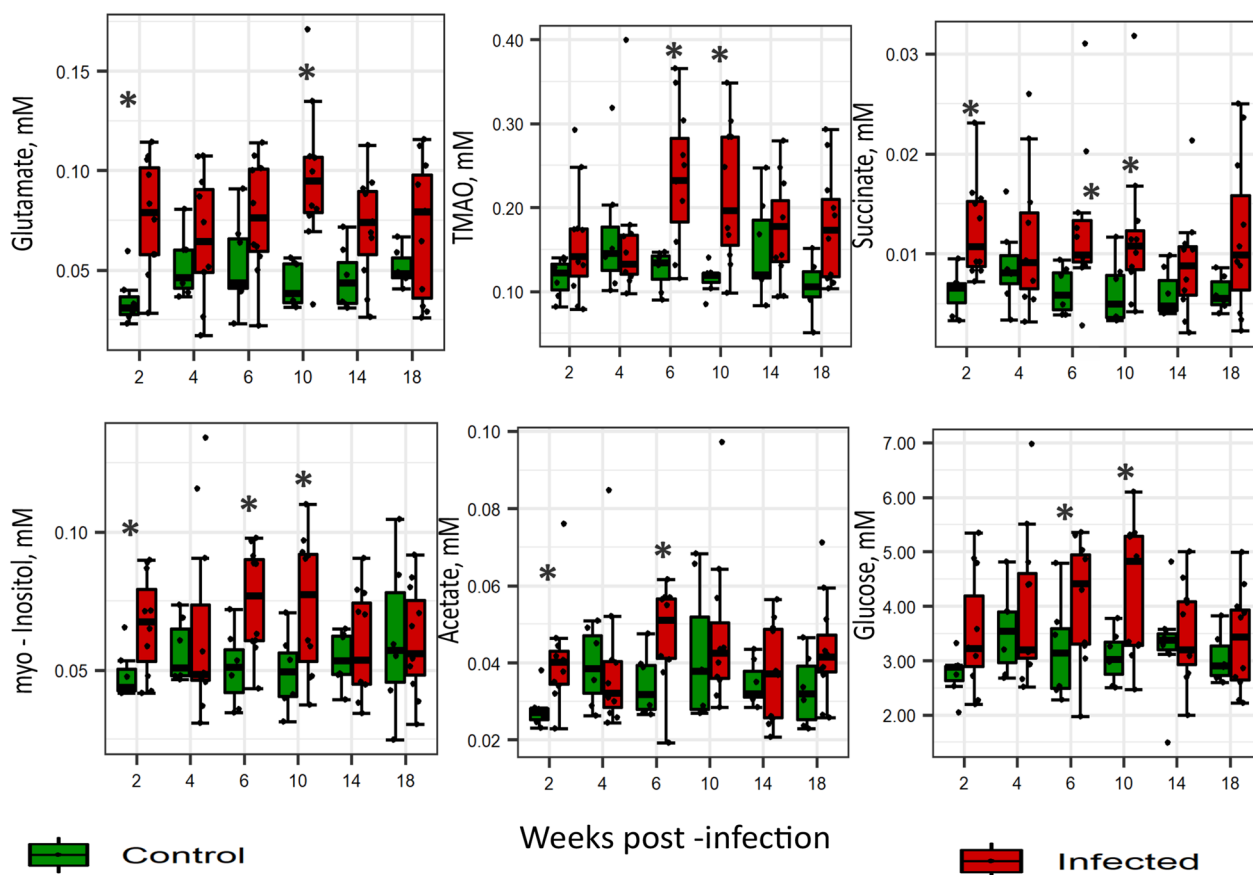 Glutamate, mM
0.15
0.10
0.05
*
*
2 4 6 10 14 18
TMAO, mM
0.40
0.30
0.20
0.10
*
*
2 4 6 10 14 18
Succinate, mM
0.03
0.02
0.01
*
*
*
2 4 6 10 14 18
myo - Inositol, mM
0.10
0.05
*
*
*
2 4 6 10 14 18
Acetate, mM
0.10
0.08
0.06
0.04
0.02
*
*
2 4 6 10 14 18
Glucose, mM
7.00
6.00
5.00
4.00
3.00
2.00
*
*
2 4 6 10 14 18
Weeks post -infection
Control
Infected